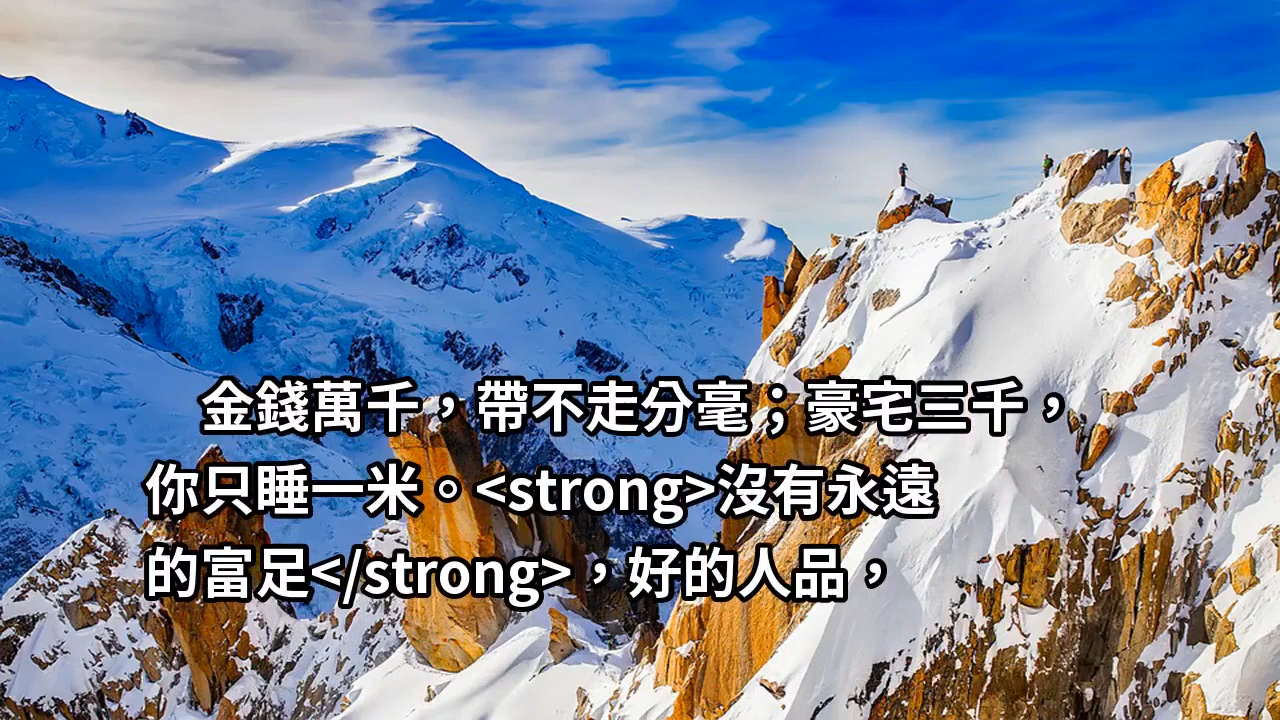 金錢萬千，帶不走分毫；豪宅三千，
你只睡一米。<strong>沒有永遠
的富足</strong>，好的人品，